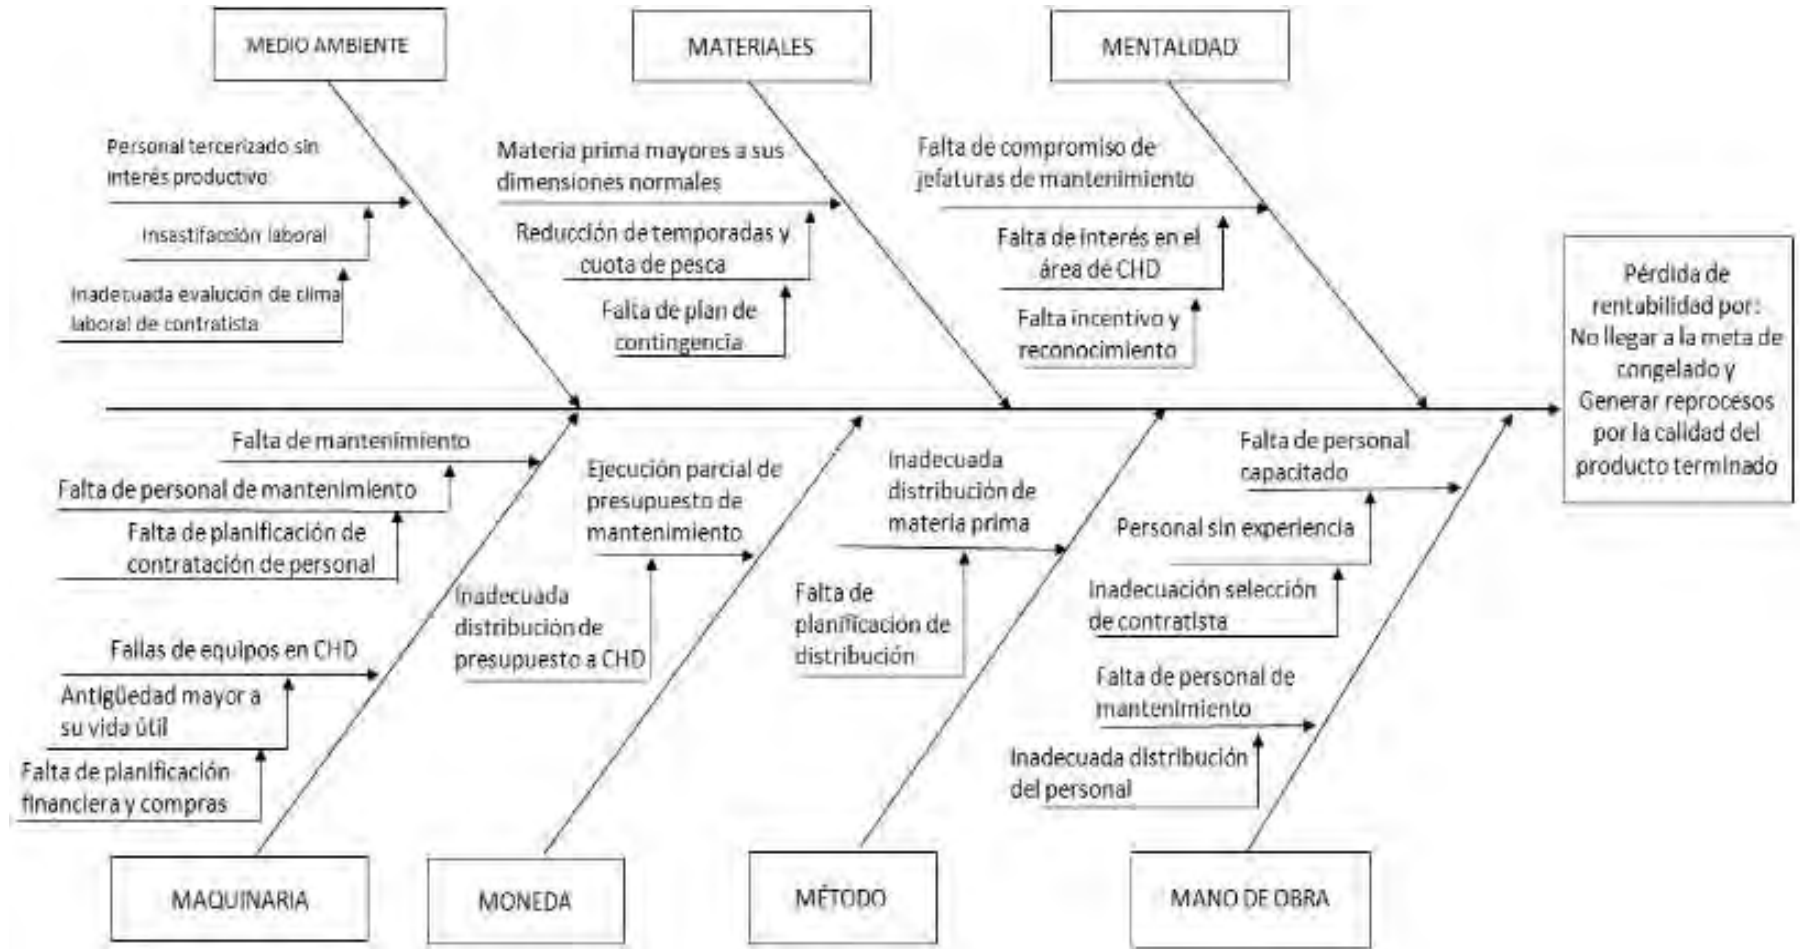 MEDIO AMBIENTE
MATERIALES
MENTALIDAD
Personal tercerizado sin
interés productivo
Insastifacción laboral
Inadecuada evalución de clima
laboral de contratista
Materia prima mayores a sus
dimensiones normales
Reducción de temporadas y
cuota de pesca
Falta de plan de
contingencia
Falta de compromiso de
jefaturas de mantenimiento
Falta de interés en el
área de CHD
Falta incentivo y
reconocimiento
Pérdida de
rentabilidad por:
No llegar a la meta de
congelado y
Generar reprocesos
por la calidad del
producto terminado
Falta de mantenimiento
Falta de personal de mantenimiento
Falta de planificación de
contratación de personal
Fallas de equipos en CHD
Antigüedad mayor a
su vida útil
Falta de planificación
financiera y compras
Ejecución parcial de
presupuesto de
mantenimiento
Inadecuada
distribución de
presupuesto a CHD
Inadecuada
distribución de
materia prima
Falta de
planificación de
distribución
Falta de personal
capacitado
Personal sin experiencia
Inadecuación selección
de contratista
Falta de personal de
mantenimiento
Inadecuada distribución
del personal
MAQUINARIA
MONEDA
MÉTODO
MANO DE OBRA